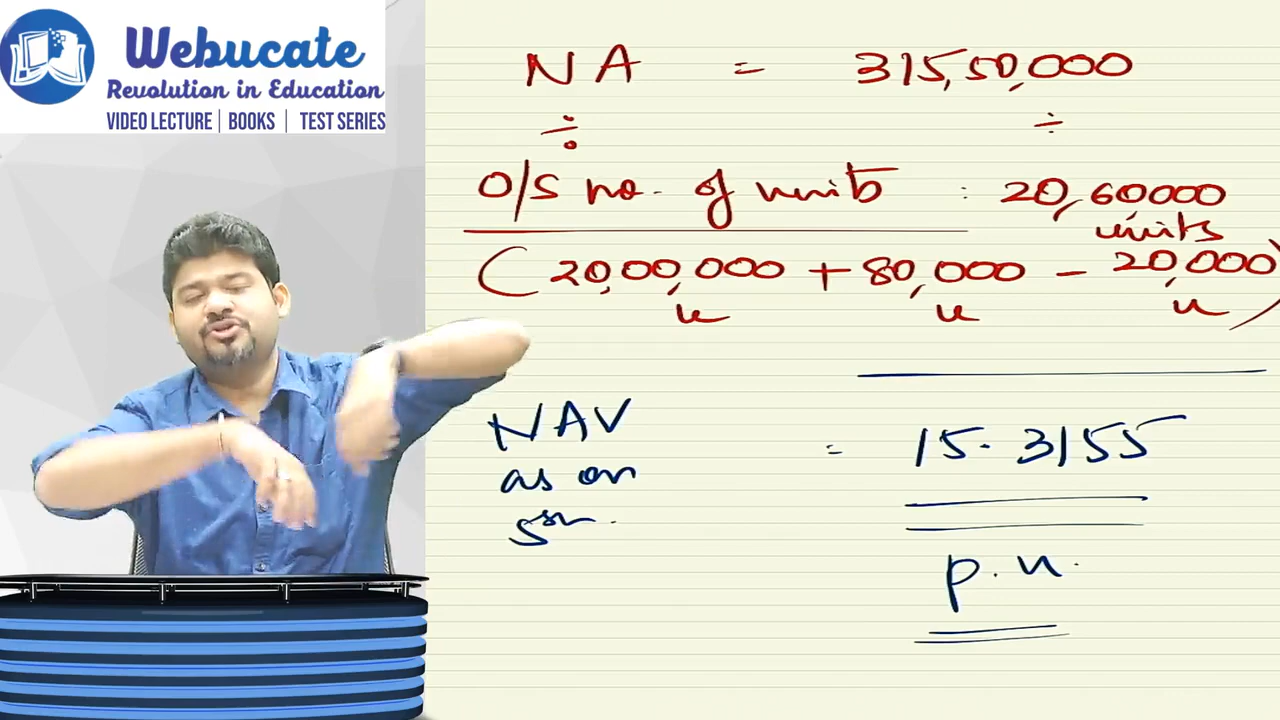 Webucate
Revolution in Education
VIDEO LECTURE | BOOKS | TEST SERIES
NA = 315,50,000
÷ ÷
O/S no. of units : 20,60000
units
(20,00,000 + 80,000 - 20,000)
u u u
NAV = 15.3155
as on
5th.
p.u.